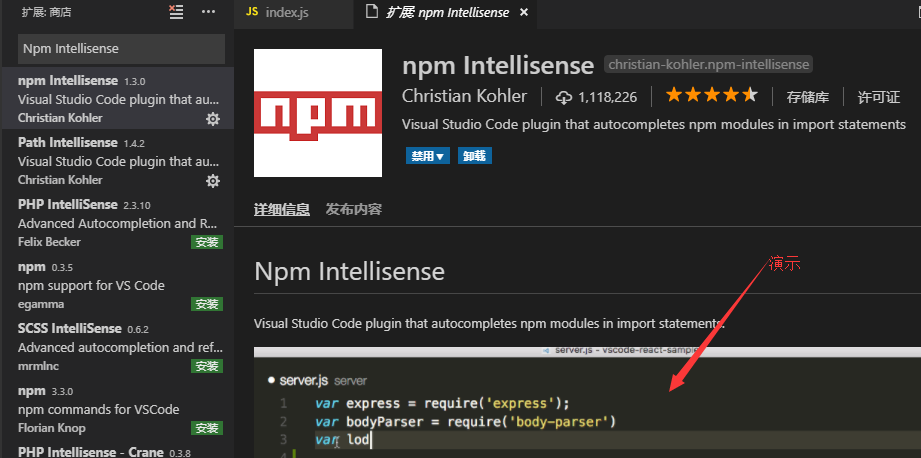 扩展: 商店
Npm Intellisense
npm Intellisense 1.3.0
Visual Studio Code plugin that au...
Christian Kohler
Path Intellisense 1.4.2
Visual Studio Code plugin that au...
Christian Kohler
PHP IntelliSense 2.3.10
Advanced Autocompletion and R...
Felix Becker 安装
npm 0.3.5
npm support for VS Code
egamma 安装
SCSS IntelliSense 0.6.2
Advanced autocompletion and ref...
mrmlnc 安装
npm 3.3.0
npm commands for VSCode
Florian Knop 安装
PHP Intellisense - Crane 0.3.8
JS index.js 扩展: npm Intellisense ×
npm
npm Intellisense christian-kohler.npm-intellisense
Christian Kohler 1,118,226 存储库 许可证
Visual Studio Code plugin that autocompletes npm modules in import statements
禁用▼ 卸载
详细信息 发布内容
演示
Npm Intellisense
Visual Studio Code plugin that autocompletes npm modules in import statements.
server.js - vscode-react-sample
● server.js server
1 var express = require('express');
2 var bodyParser = require('body-parser')
3 var lod
4